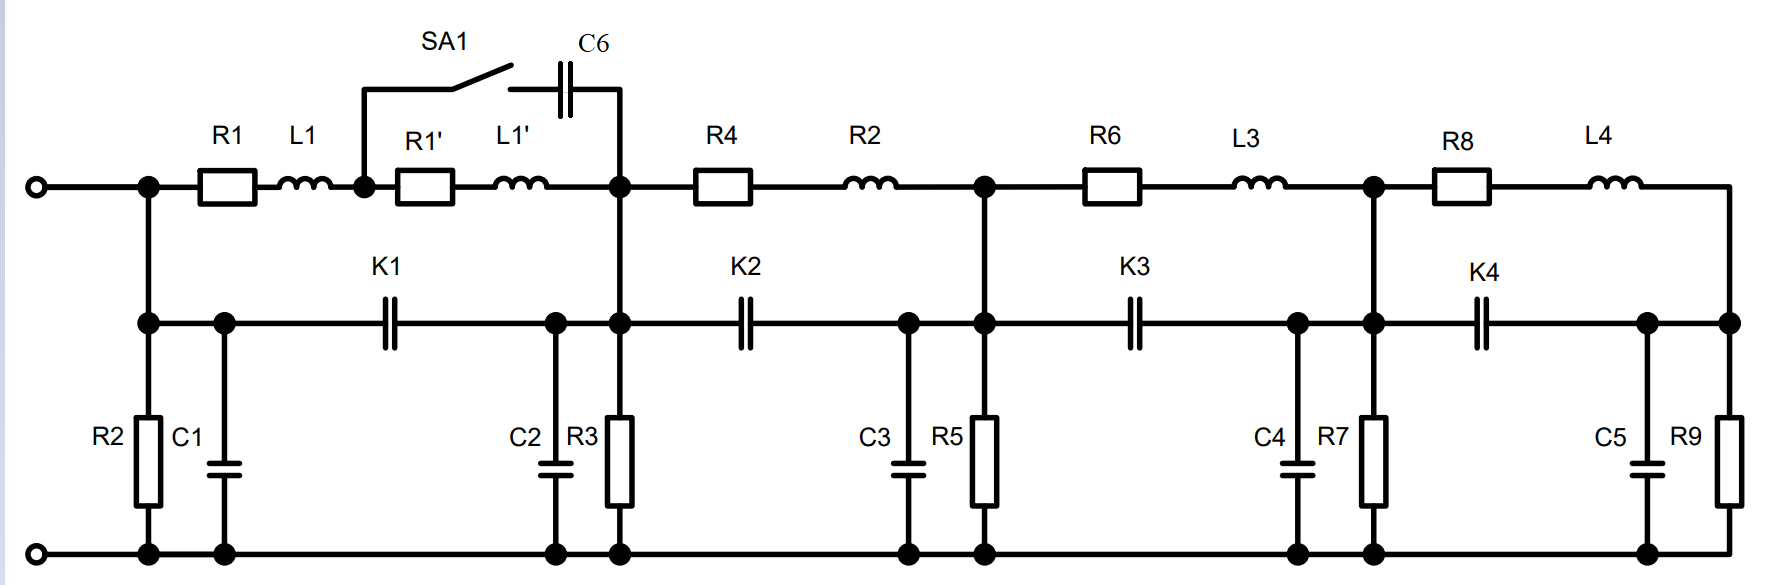 SA1
C6
R1
L1
R1'
L1'
R4
R2
R6
L3
R8
L4
K1
K2
K3
K4
R2
C1
C2
R3
C3
R5
C4
R7
C5
R9